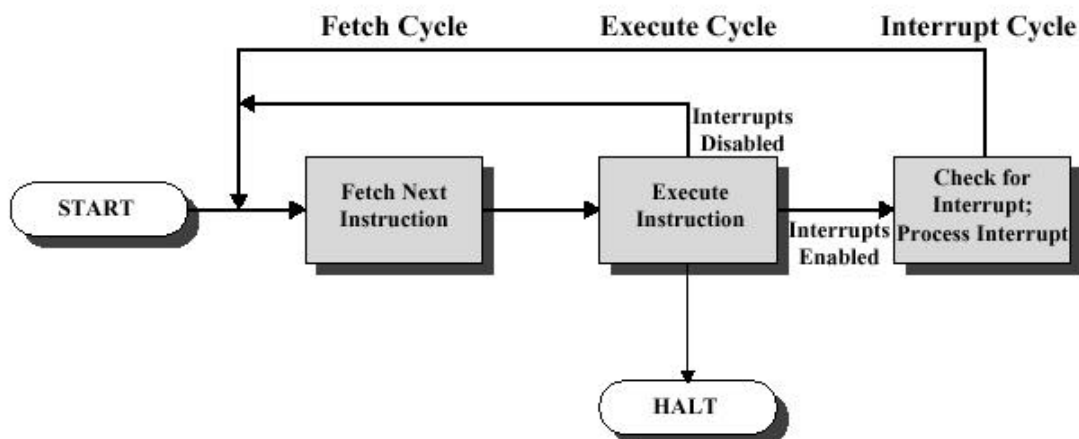 Fetch Cycle
Execute Cycle
Interrupt Cycle
Interrupts
Disabled
START
Fetch Next
Instruction
Execute
Instruction
Interrupts
Enabled
Check for
Interrupt;
Process Interrupt
HALT